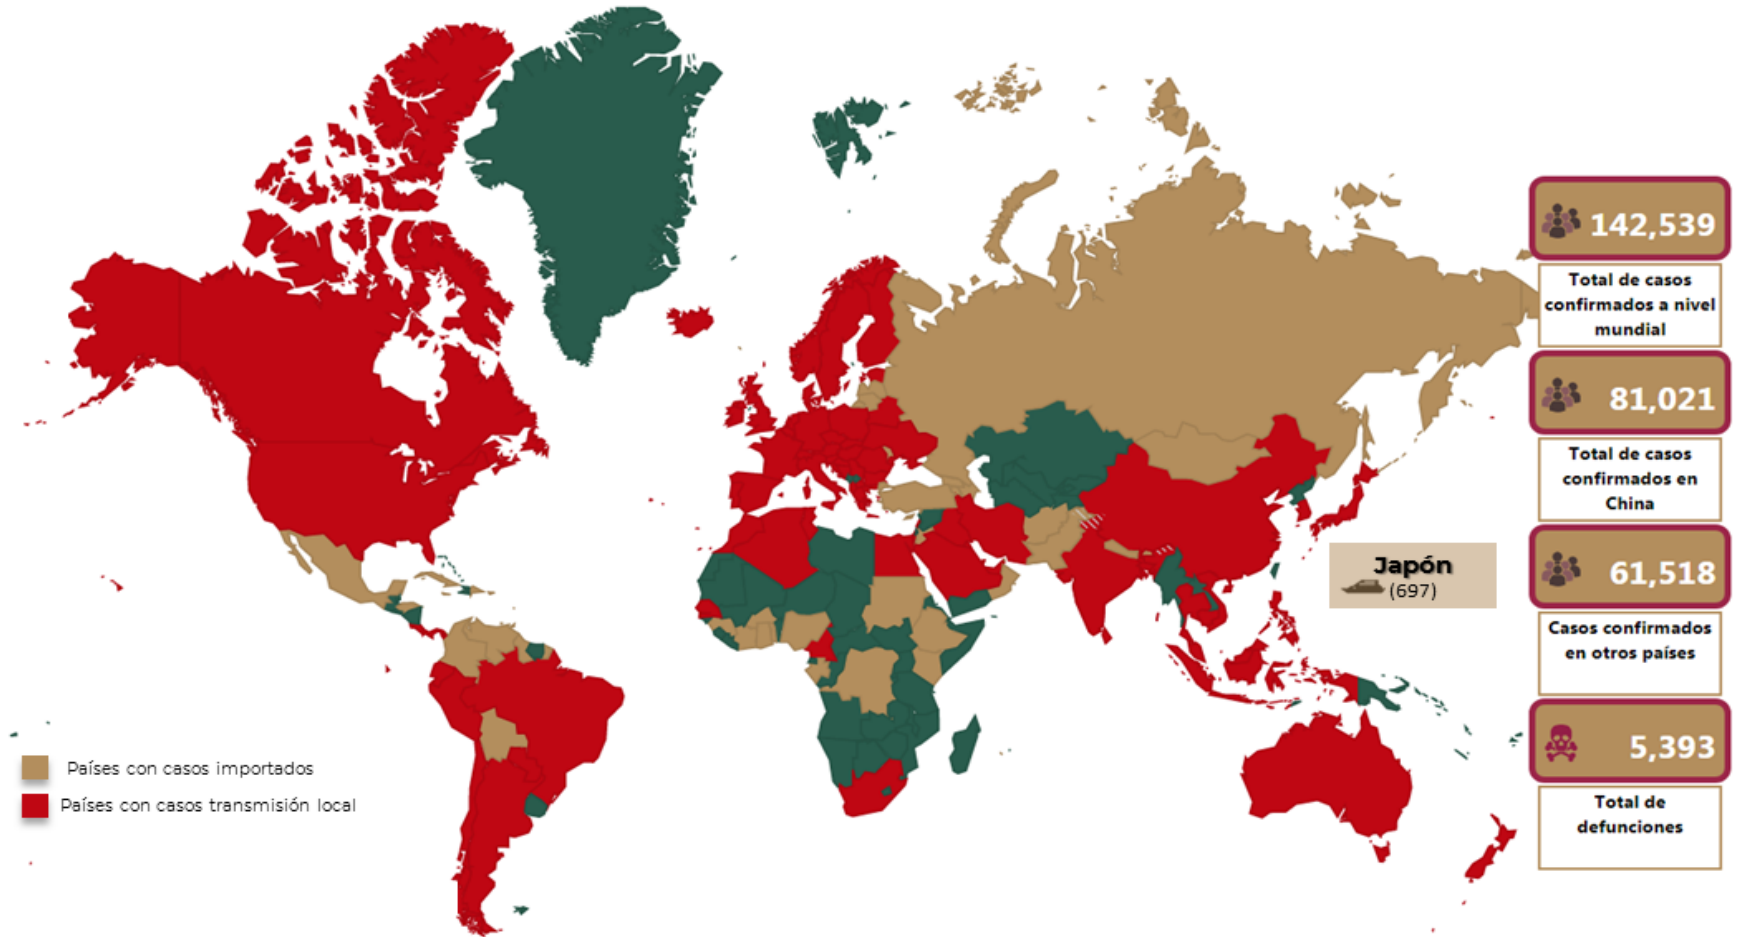 142,539
Total de casos
confirmados a nivel
mundial
81,021
Total de casos
confirmados en
China
Japón
(697)
61,518
Casos confirmados
en otros países
5,393
Total de
defunciones
Países con casos importados
Países con casos transmisión local